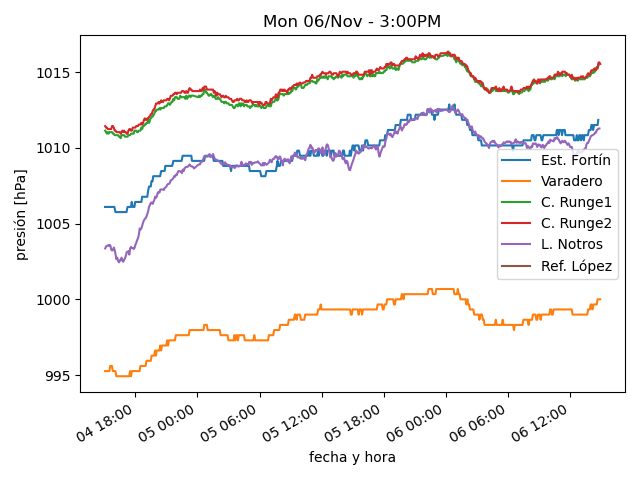 Mon 06/Nov - 3:00PM
presión [hPa]
1015
1010
1005
1000
995
Est. Fortín
Varadero
C. Runge1
C. Runge2
L. Notros
Ref. López
04 18:00
05 00:00
05 06:00
05 12:00
05 18:00
06 00:00
06 06:00
06 12:00
fecha y hora